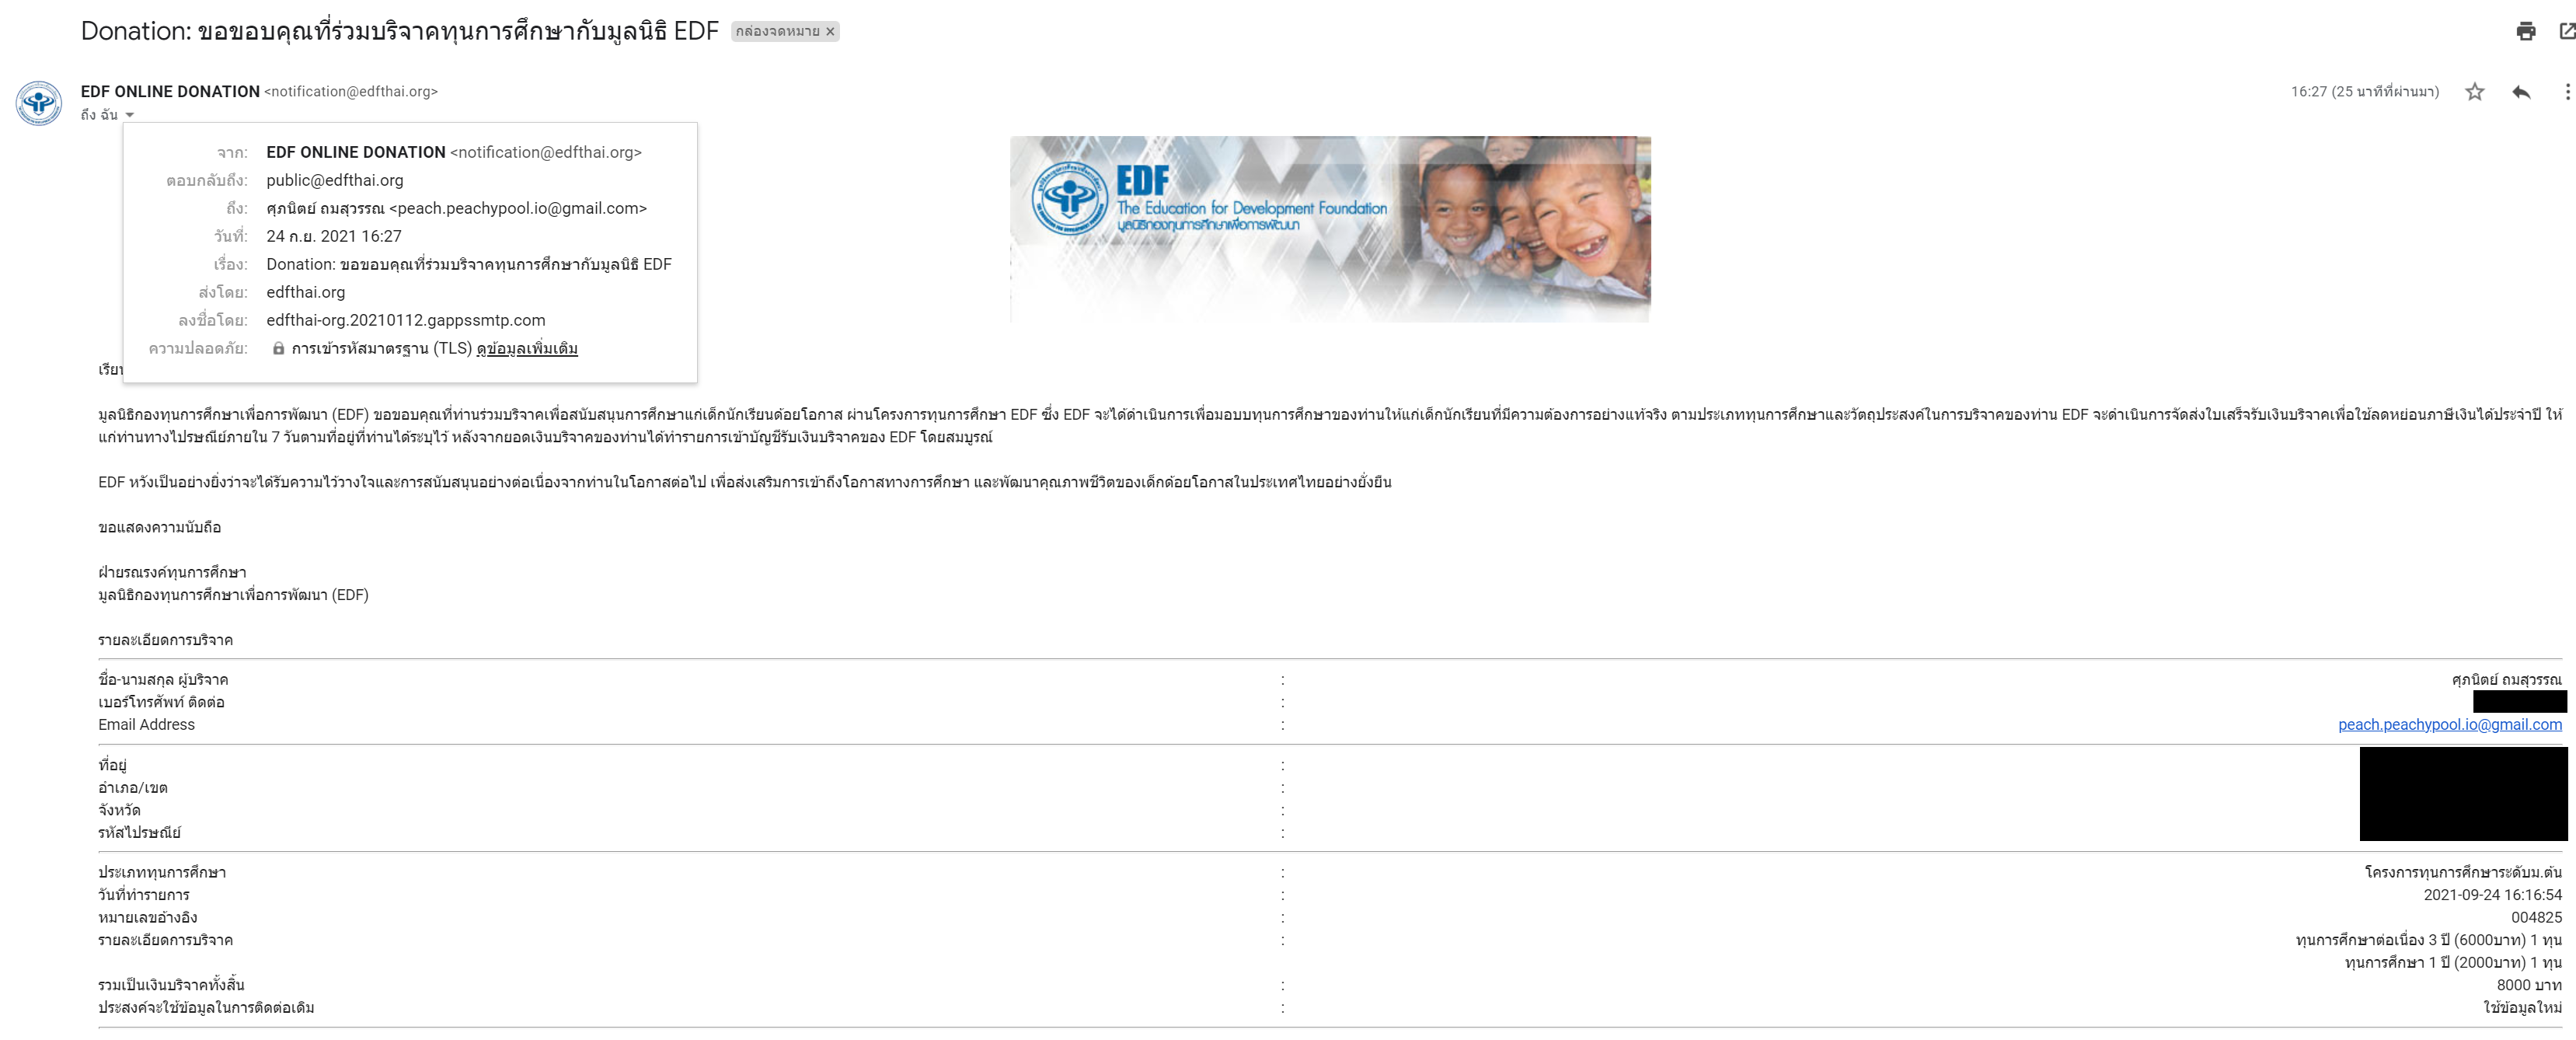 Donation: ขอขอบคุณที่ร่วมบริจาคทุนการศึกษากับมูลนิธิ EDF กล่องจดหมาย ×
EDF ONLINE DONATION <notification@edfthai.org>
16:27 (25 นาทีที่ผ่านมา)
ถึง ฉัน
จาก: EDF ONLINE DONATION <notification@edfthai.org>
ตอบกลับถึง: public@edfthai.org
ถึง: ศุภนิตย์ ถมสุวรรณ <peach.peachypool.io@gmail.com>
วันที่: 24 ก.ย. 2021 16:27
เรื่อง: Donation: ขอขอบคุณที่ร่วมบริจาคทุนการศึกษากับมูลนิธิ EDF
ส่งโดย: edfthai.org
ลงชื่อโดย: edfthai-org.20210112.gappssmtp.com
ความปลอดภัย: การเข้ารหัสมาตรฐาน (TLS) ดูข้อมูลเพิ่มเติม
EDF
The Education for Development Foundation
มูลนิธิกองทุนการศึกษาเพื่อการพัฒนา
มูลนิธิกองทุนการศึกษาเพื่อการพัฒนา (EDF) ขอขอบคุณที่ท่านร่วมบริจาคเพื่อสนับสนุนการศึกษาแก่เด็กนักเรียนด้อยโอกาส ผ่านโครงการทุนการศึกษา EDF ซึ่ง EDF จะได้ดำเนินการเพื่อมอบทุนการศึกษาของท่านให้แก่เด็กนักเรียนที่มีความต้องการอย่างแท้จริง ตามประเภททุนการศึกษาและวัตถุประสงค์ในการบริจาคของท่าน EDF จะดำเนินการจัดส่งใบเสร็จรับเงินบริจาคเพื่อใช้ลดหย่อนภาษีเงินได้ประจำปี ให้
แก่ท่านทางไปรษณีย์ภายใน 7 วันตามที่อยู่ที่ท่านได้ระบุไว้ หลังจากยอดเงินบริจาคของท่านได้ทำรายการเข้าบัญชีรับเงินบริจาคของ EDF โดยสมบูรณ์
EDF หวังเป็นอย่างยิ่งว่าจะได้รับความไว้วางใจและการสนับสนุนอย่างต่อเนื่องจากท่านในโอกาสต่อไป เพื่อส่งเสริมการเข้าถึงโอกาสทางการศึกษา และพัฒนาคุณภาพชีวิตของเด็กด้อยโอกาสในประเทศไทยอย่างยั่งยืน
ขอแสดงความนับถือ
ฝ่ายรณรงค์ทุนการศึกษา
มูลนิธิกองทุนการศึกษาเพื่อการพัฒนา (EDF)
รายละเอียดการบริจาค
ชื่อ-นามสกุล ผู้บริจาค : ศุภนิตย์ ถมสุวรรณ
เบอร์โทรศัพท์ ติดต่อ :
Email Address : peach.peachypool.io@gmail.com
ที่อยู่ :
อำเภอ/เขต :
จังหวัด :
รหัสไปรษณีย์ :
ประเภททุนการศึกษา : โครงการทุนการศึกษาระดับม.ต้น
วันที่ทำรายการ : 2021-09-24 16:16:54
หมายเลขอ้างอิง : 004825
รายละเอียดการบริจาค : ทุนการศึกษาต่อเนื่อง 3 ปี (6000บาท) 1 ทุน
ทุนการศึกษา 1 ปี (2000บาท) 1 ทุน
รวมเป็นเงินบริจาคทั้งสิ้น : 8000 บาท
ประสงค์จะใช้ข้อมูลในการติดต่อเดิม : ใช้ข้อมูลใหม่